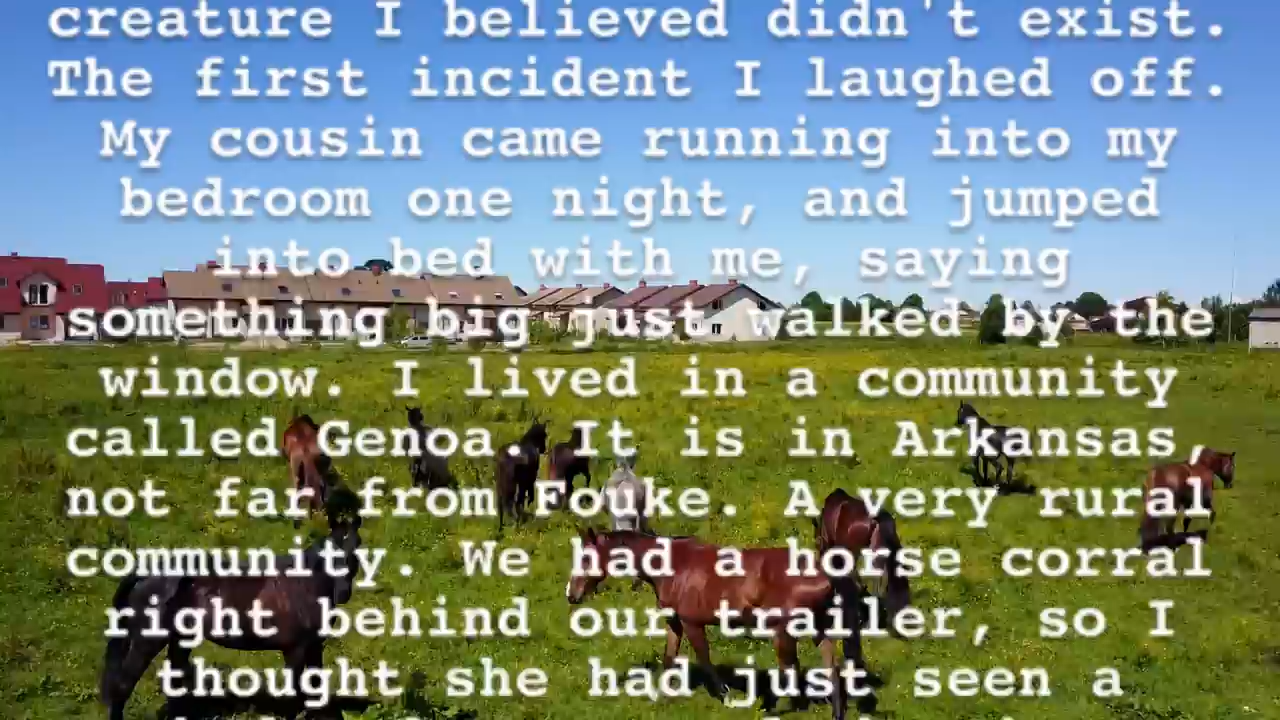 creature I believed didn't exist.
The first incident I laughed off.
My cousin came running into my
bedroom one night, and jumped
into bed with me, saying
something big just walked by the
window. I lived in a community
called Genoa. It is in Arkansas,
not far from Fouke. A very rural
community. We had a horse corral
right behind our trailer, so I
thought she had just seen a